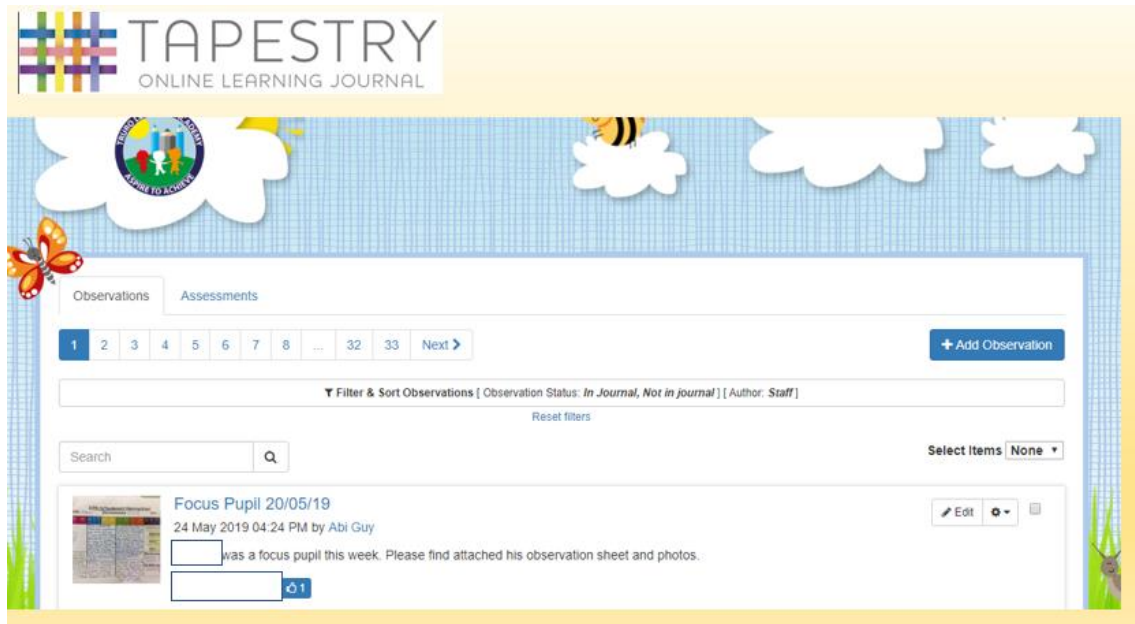 TAPESTRY
ONLINE LEARNING JOURNAL
ASPIRE TO ACHIEVE
Observations Assessments
1 2 3 4 5 6 7 8 ... 32 33 Next
+ Add Observation
Filter & Sort Observations [ Observation Status: In Journal, Not in journal ] [ Author: Staff ]
Reset filters
Search
Select Items None
Focus Pupil 20/05/19
Edit
24 May 2019 04:24 PM by Abi Guy
was a focus pupil this week. Please find attached his observation sheet and photos.
1